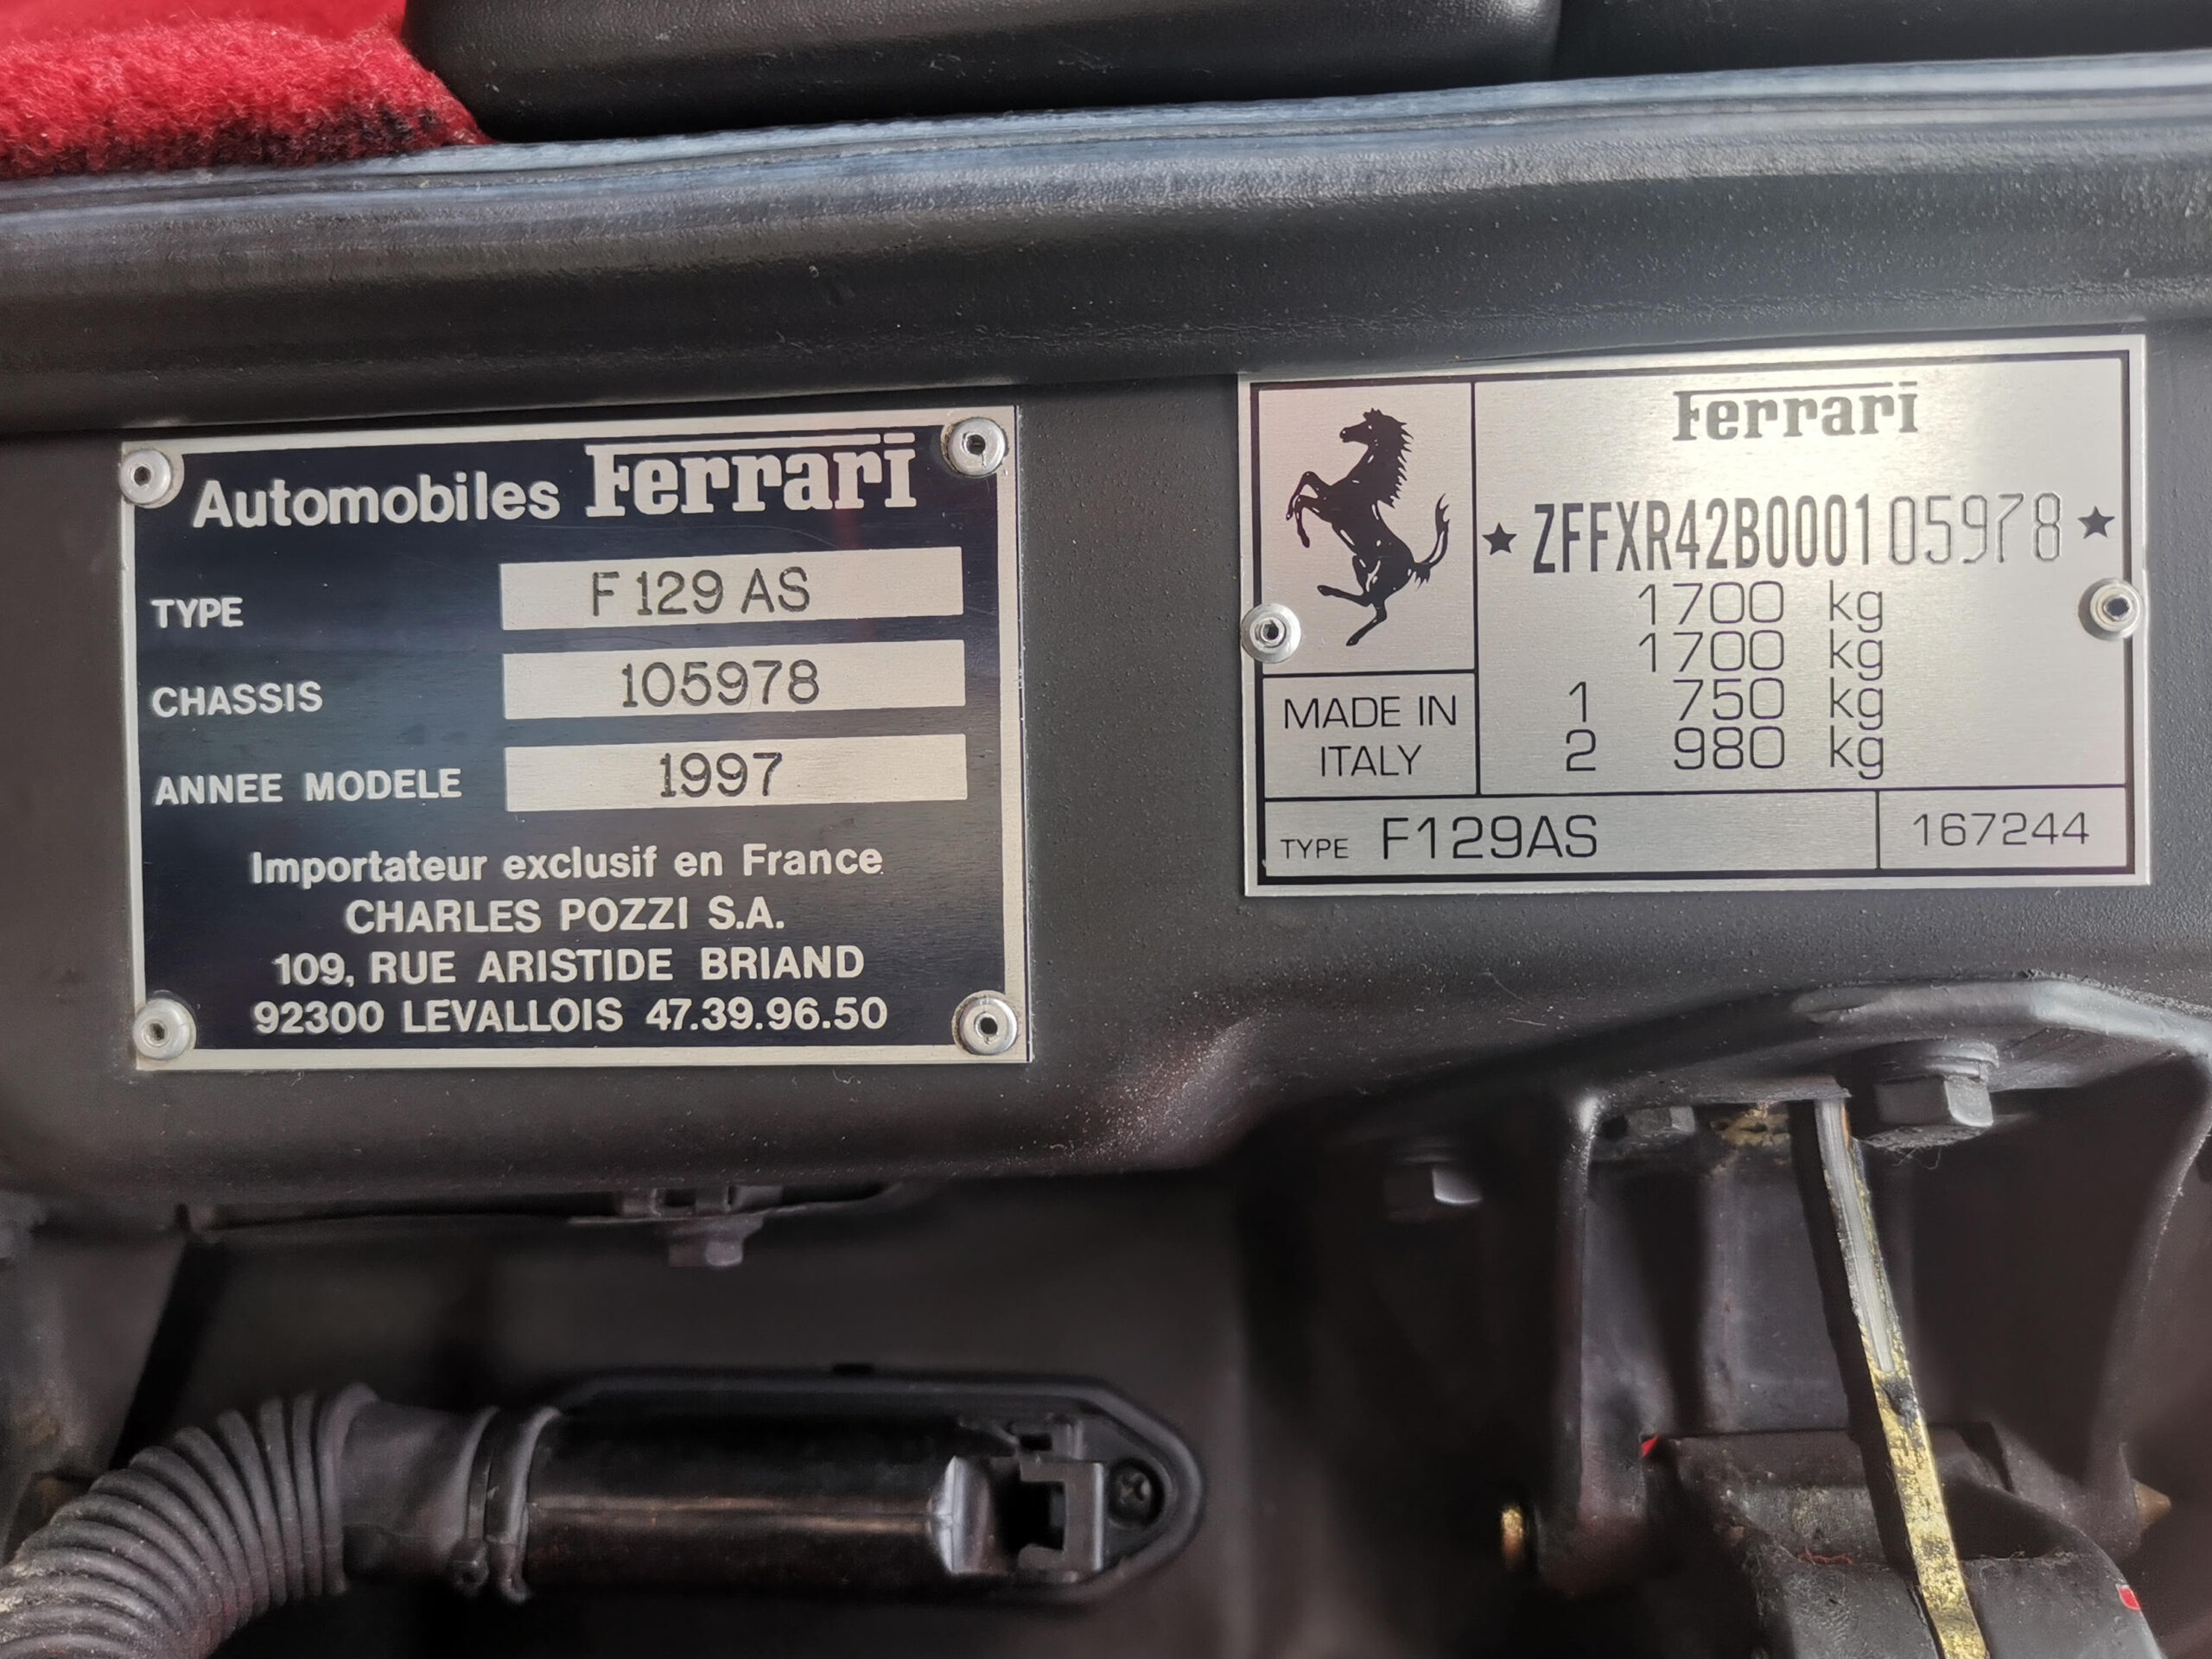 Automobiles Ferrari
TYPE F129 AS
CHASSIS 105978
ANNEE MODELE 1997
Importateur exclusif en France
CHARLES POZZI S.A.
109, RUE ARISTIDE BRIAND
92300 LEVALLOIS 47.39.96.50
Ferrari
★ ZFFXR42B000105978 ★
1700 kg
1700 kg
1 750 kg
2 980 kg
MADE IN
ITALY
TYPE F129AS
167244